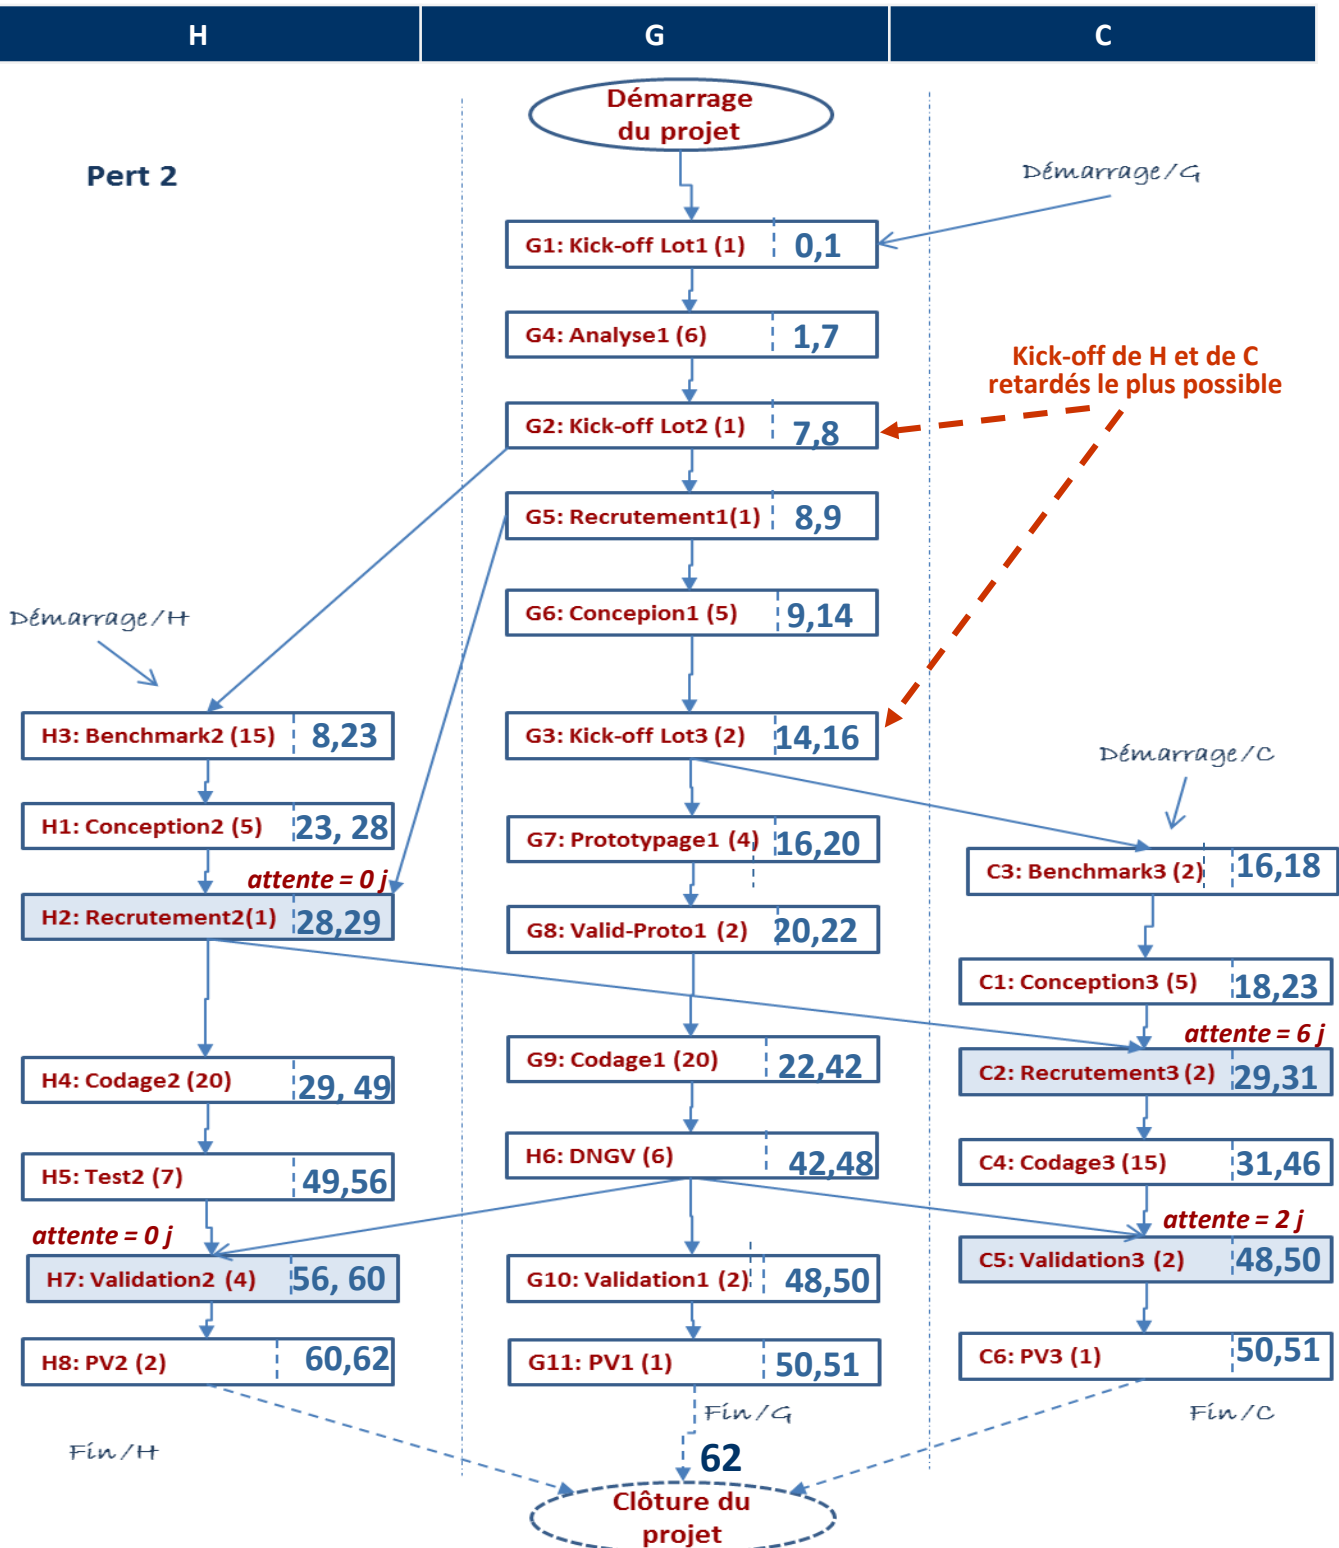 H G C
Démarrage
du projet
Pert 2
Démarrage/G
G1: Kick-off Lot1 (1) 0,1
G4: Analyse1 (6) 1,7
Kick-off de H et de C
retardés le plus possible
G2: Kick-off Lot2 (1) 7,8
G5: Recrutement1(1) 8,9
G6: Concepion1 (5) 9,14
Démarrage/H
H3: Benchmark2 (15) 8,23
G3: Kick-off Lot3 (2) 14,16
Démarrage/C
H1: Conception2 (5) 23, 28
G7: Prototypage1 (4) 16,20
C3: Benchmark3 (2) 16,18
attente = 0 j
H2: Recrutement2(1) 28,29
G8: Valid-Proto1 (2) 20,22
C1: Conception3 (5) 18,23
attente = 6 j
H4: Codage2 (20) 29, 49
G9: Codage1 (20) 22,42
C2: Recrutement3 (2) 29,31
H5: Test2 (7) 49,56
H6: DNGV (6) 42,48
C4: Codage3 (15) 31,46
attente = 0 j
attente = 2 j
H7: Validation2 (4) 56, 60
G10: Validation1 (2) 48,50
C5: Validation3 (2) 48,50
H8: PV2 (2) 60,62
G11: PV1 (1) 50,51
C6: PV3 (1) 50,51
Fin/G
Fin/C
Fin/H
62
Clôture du
projet